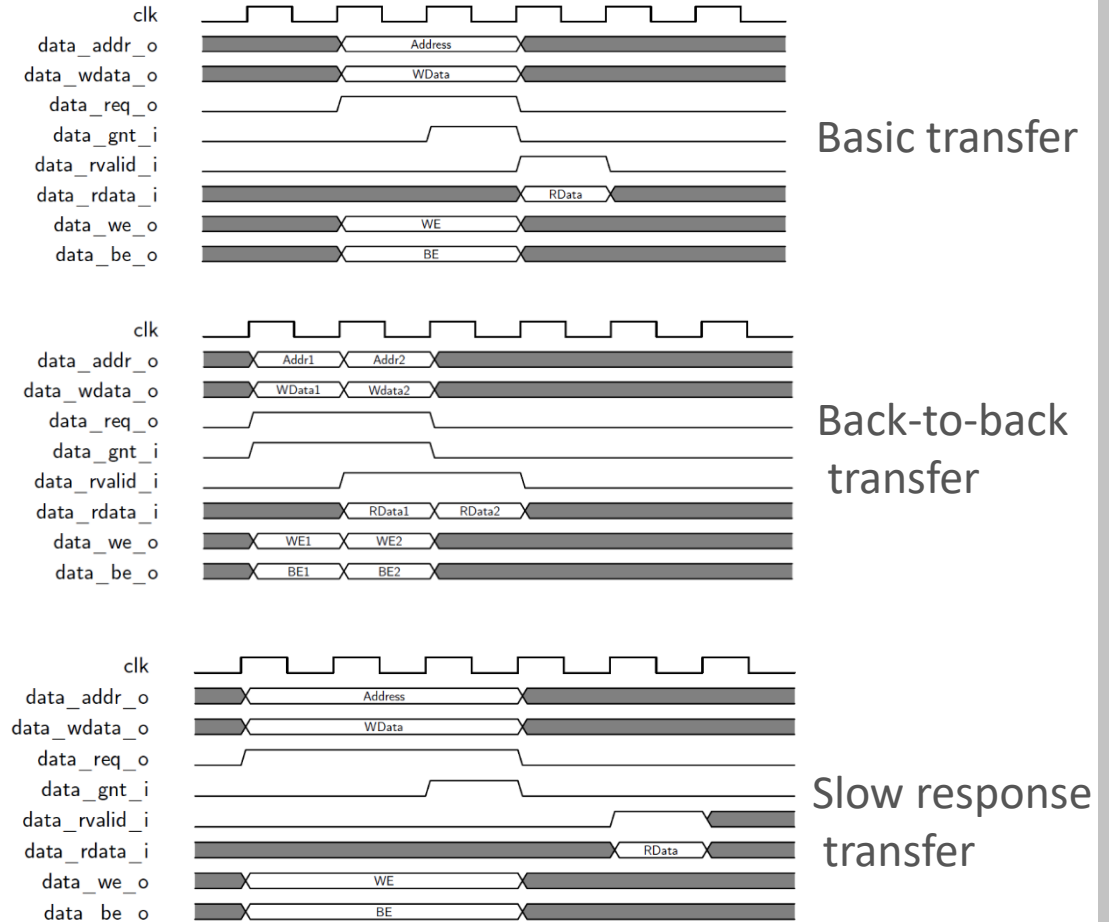 clk
data_addr_o Address
data_wdata_o WData
data_req_o
data_gnt_i
data_rvalid_i
data_rdata_i RData
data_we_o WE
data_be_o BE
Basic transfer
clk
data_addr_o Addr1 Addr2
data_wdata_o WData1 Wdata2
data_req_o
data_gnt_i
data_rvalid_i
data_rdata_i RData1 RData2
data_we_o WE1 WE2
data_be_o BE1 BE2
Back-to-back
transfer
clk
data_addr_o Address
data_wdata_o WData
data_req_o
data_gnt_i
data_rvalid_i
data_rdata_i RData
data_we_o WE
data_be_o BE
Slow response
transfer